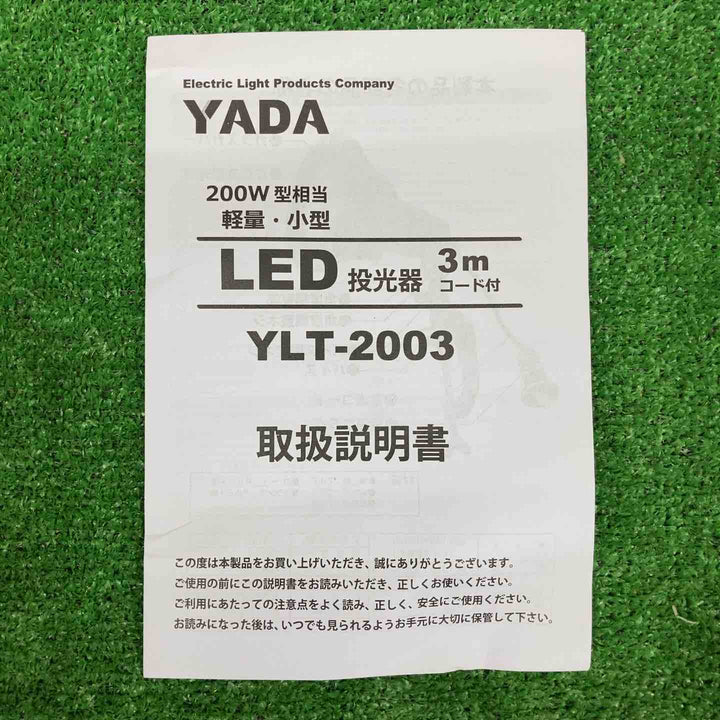 Electric Light Products Company
YADA
200W 型相当
軽量・小型
LED 投光器 3m
コード付
YLT-2003
取扱説明書
この度は本製品をお買い上げいただき、誠にありがとうございます。
ご使用の前にこの説明書をお読みいただき、正しくお使いください。
ご利用にあたっての注意点をよく読み、正しく、安全にご使用ください。
お読みになった後は、いつでも見られるようお手元に大切に保管して下さい。